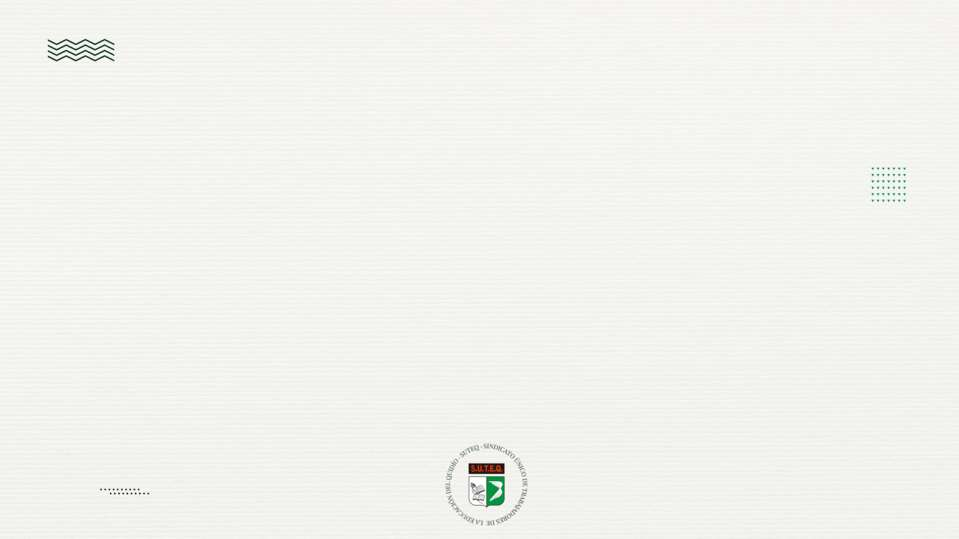 SUTEQ - SINDICATO ÚNICO DE TRABAJADORES DE LA EDUCACIÓN DEL QUINDÍO -
S.U.T.E.Q.